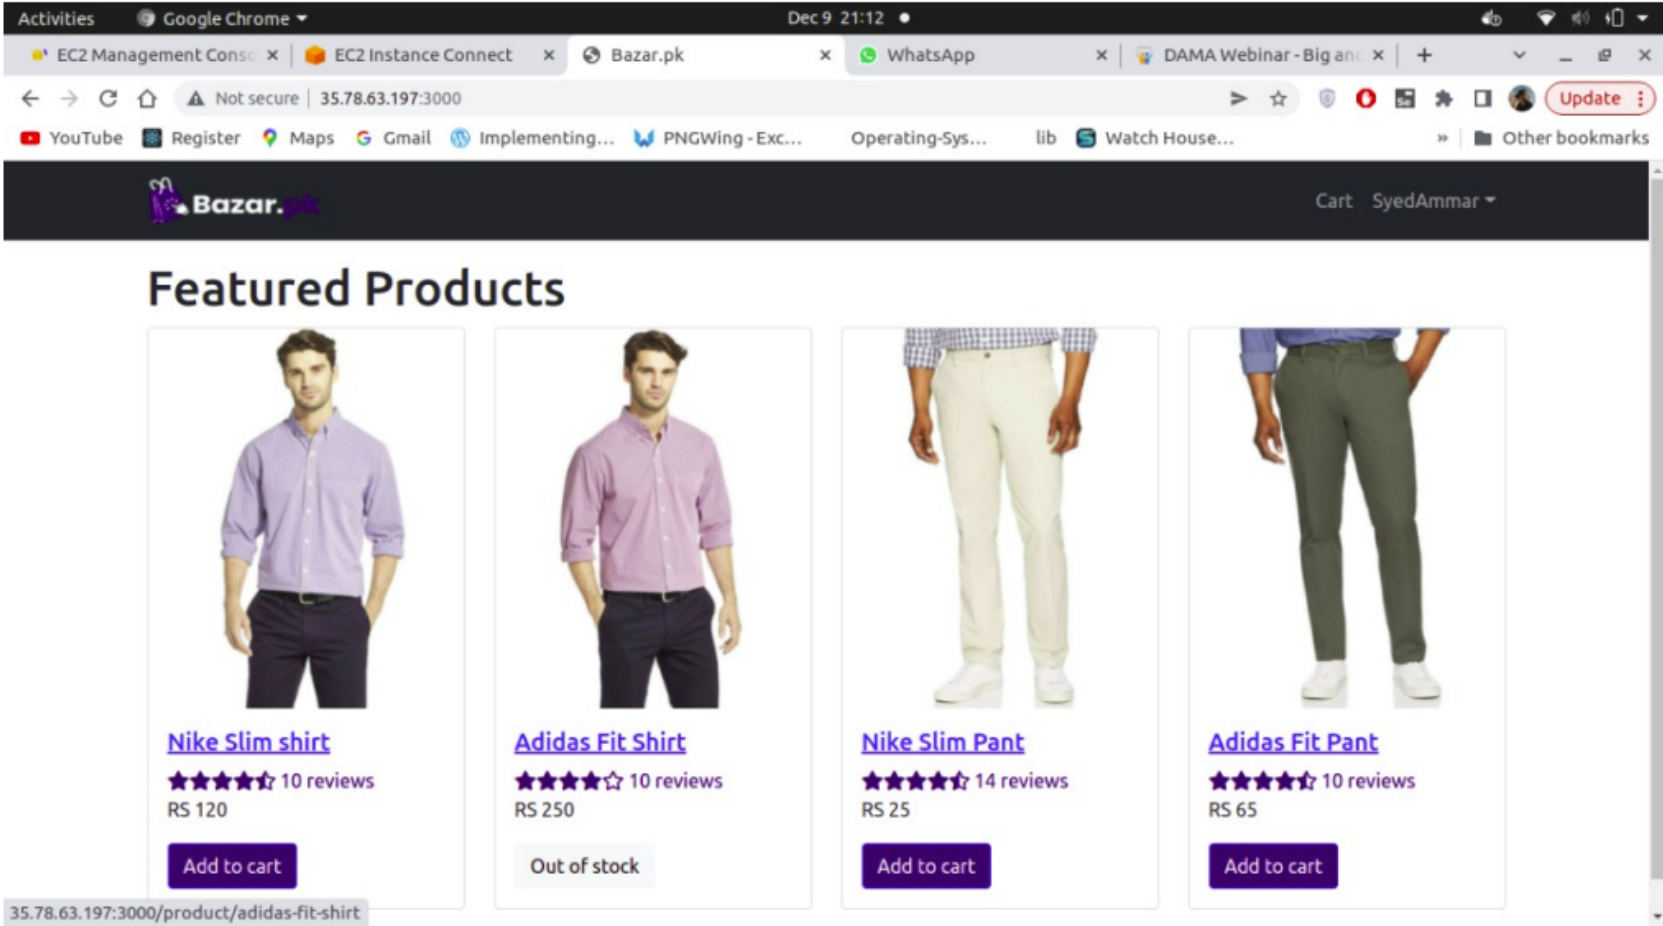 Activities Google Chrome Dec 9 21:12
EC2 Management Conso EC2 Instance Connect Bazar.pk WhatsApp DAMA Webinar - Big and
Not secure 35.78.63.197:3000 Update
YouTube Register Maps Gmail Implementing... PNGWing - Exc... Operating-Sys... lib Watch House... » Other bookmarks
Bazar.pk Cart SyedAmmar
Featured Products
Nike Slim shirt Adidas Fit Shirt Nike Slim Pant Adidas Fit Pant
10 reviews 10 reviews 14 reviews 10 reviews
RS 120 RS 250 RS 25 RS 65
Add to cart Out of stock Add to cart Add to cart
35.78.63.197:3000/product/adidas-fit-shirt